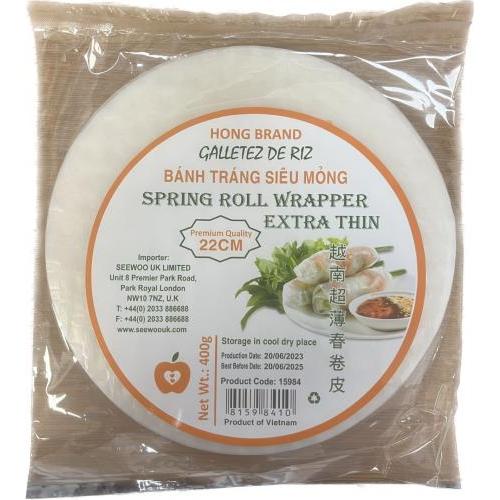 HONG BRAND
GALLETEZ DE RIZ
BÁNH TRÁNG SIÊU MỎNG
SPRING ROLL WRAPPER
EXTRA THIN
Premium Quality
22CM
越南超薄春卷皮
Importer:
SEEWOO UK LIMITED
Unit 8 Premier Park Road,
Park Royal London
NW10 7NZ, U.K
T: +44(0) 2033 886688
F: +44(0) 2033 886688
www.seewoouk.com
Net Wt.: 400g
Storage in cool dry place
Production Date: 20/06/2023
Best Before Date: 20/06/2025
Product Code: 15984
81598410
Product of Vietnam